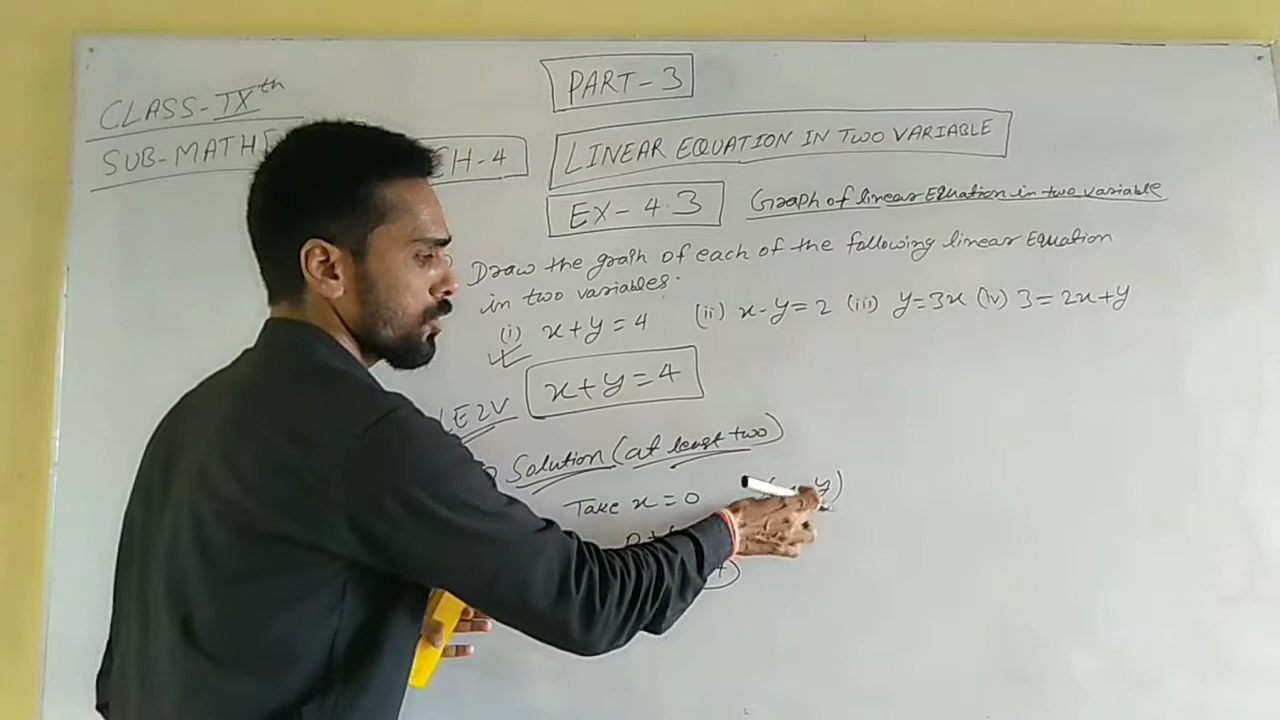 PART-3
CLASS-IXth
SUB-MATH CH-4 LINEAR EQUATION IN TWO VARIABLE
EX-4.3 Graph of linear Equation in two variable
Draw the graph of each of the following linear Equation
in two variables.
(i) x+y=4 (ii) x-y=2 (iii) y=3x (iv) 3=2x+y
x+y=4
LE2V
Solution (at least two)
Take x=0 y)
0+